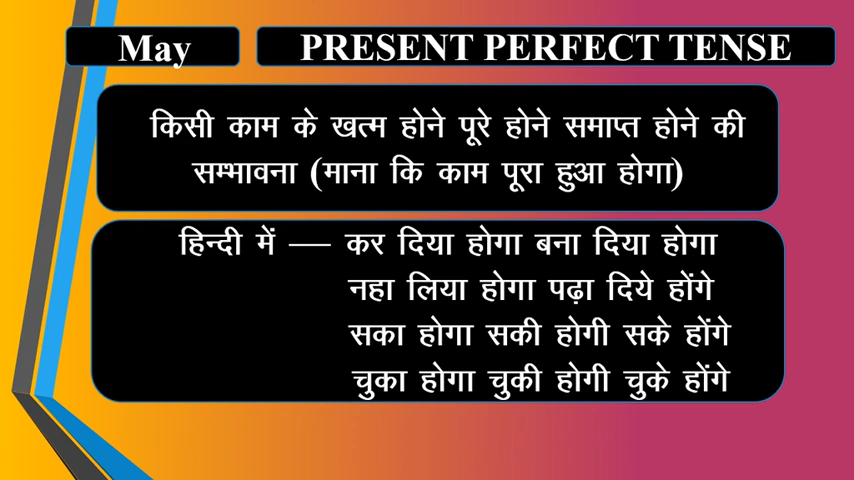 May
PRESENT PERFECT TENSE
किसी काम के खत्म होने पूरे होने समाप्त होने की
सम्भावना (माना कि काम पूरा हुआ होगा)
हिन्दी में — कर दिया होगा बना दिया होगा
नहा लिया होगा पढ़ा दिये होंगे
सका होगा सकी होगी सके होंगे
चुका होगा चुकी होगी चुके होंगे